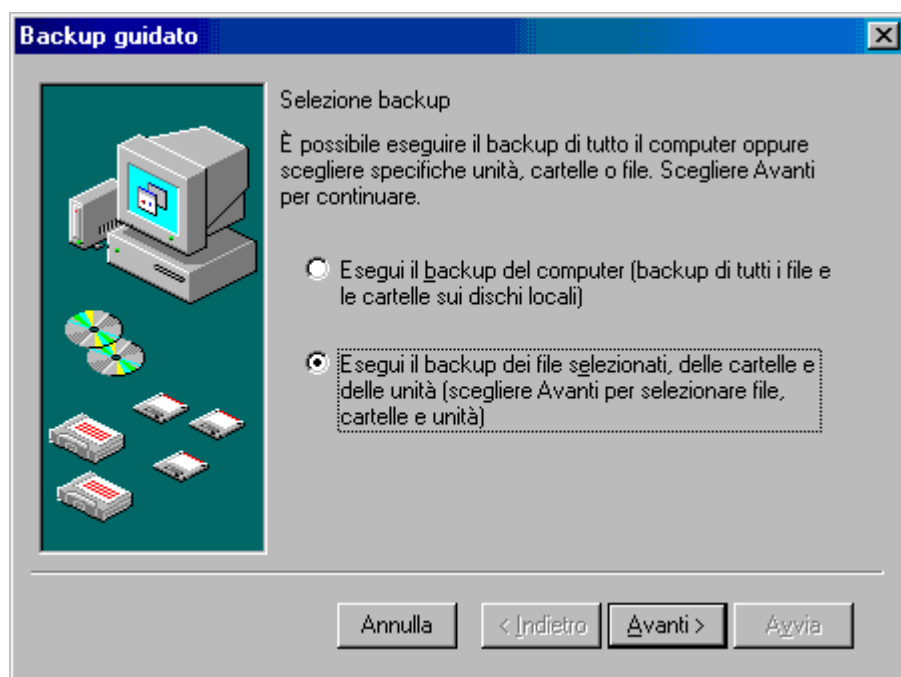 Backup guidato
Selezione backup
È possibile eseguire il backup di tutto il computer oppure
scegliere specifiche unità, cartelle o file. Scegliere Avanti
per continuare.
Esegui il backup del computer (backup di tutti i file e
le cartelle sui dischi locali)
Esegui il backup dei file selezionati, delle cartelle e
delle unità (scegliere Avanti per selezionare file,
cartelle e unità)
Annulla
< Indietro
Avanti >
Avvia